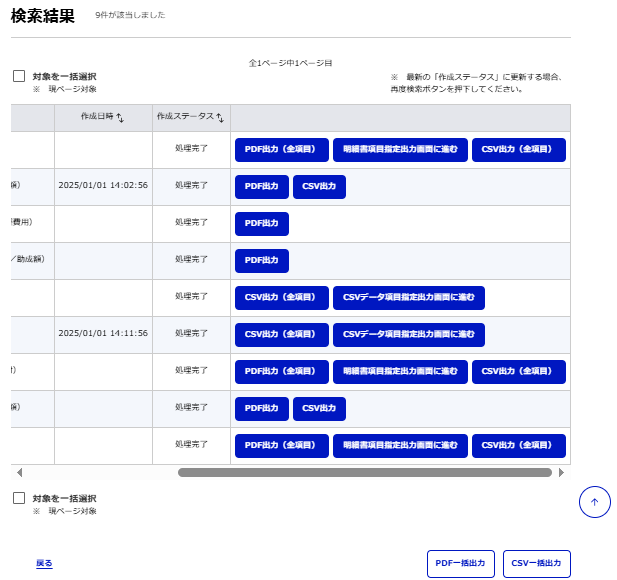 検索結果
9件が該当しました
全1ページ中1ページ目
対象を一括選択
※　現ページ対象
※　最新の「作成ステータス」に更新する場合、
再度検索ボタンを押下してください。
作成日時 作成ステータス
処理完了 PDF出力（全項目） 明細書項目指定出力画面に進む CSV出力（全項目）
額） 2025/01/01 14:02:56 処理完了 PDF出力 CSV出力
費用） 処理完了 PDF出力
／助成額） 処理完了 PDF出力
処理完了 CSV出力（全項目） CSVデータ項目指定出力画面に進む
2025/01/01 14:11:56 処理完了 CSV出力（全項目） CSVデータ項目指定出力画面に進む
） 処理完了 PDF出力（全項目） 明細書項目指定出力画面に進む CSV出力（全項目）
額） 処理完了 PDF出力 CSV出力
処理完了 PDF出力（全項目） 明細書項目指定出力画面に進む CSV出力（全項目）
対象を一括選択
※　現ページ対象
戻る PDF一括出力 CSV一括出力